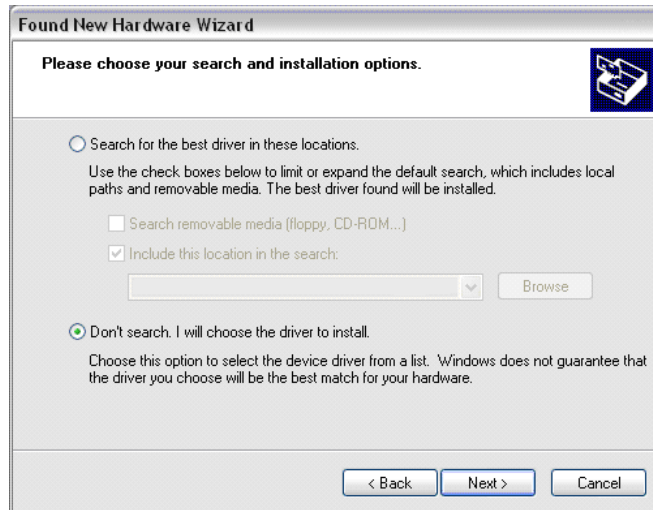 Found New Hardware Wizard
Please choose your search and installation options.
Search for the best driver in these locations.
Use the check boxes below to limit or expand the default search, which includes local
paths and removable media. The best driver found will be installed.
Search removable media (floppy, CD-ROM...)
Include this location in the search:
Browse
Don't search. I will choose the driver to install.
Choose this option to select the device driver from a list. Windows does not guarantee that
the driver you choose will be the best match for your hardware.
< Back Next > Cancel